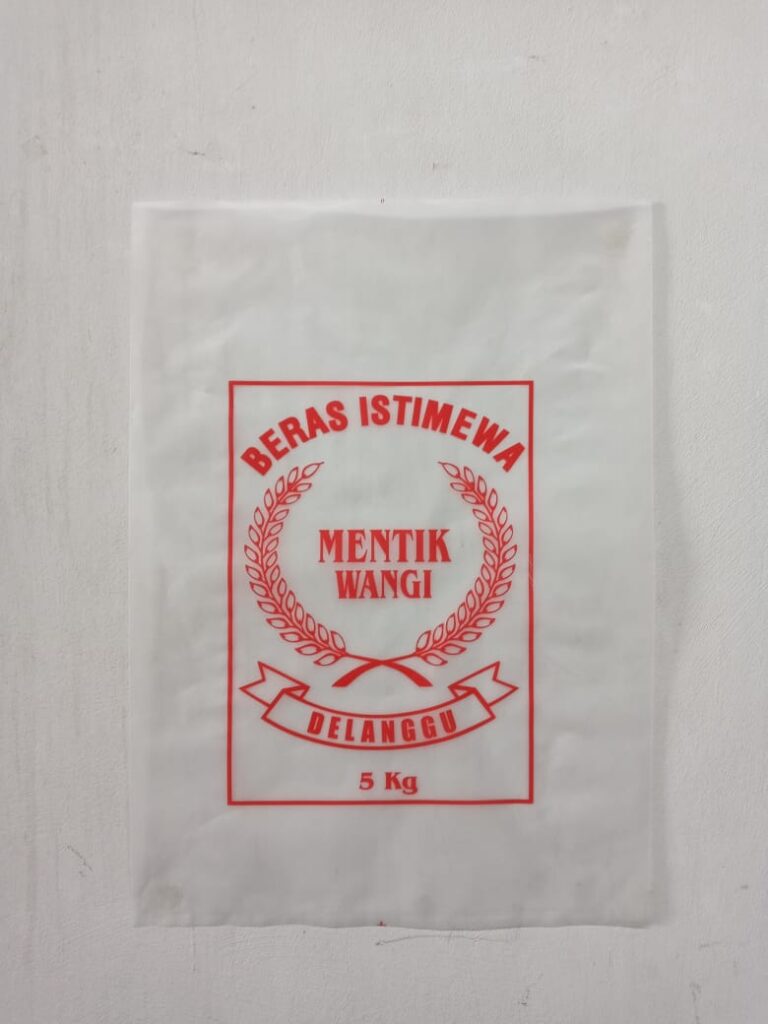 BERAS ISTIMEWA
MENTIK
WANGI
DELANGGU
5 Kg